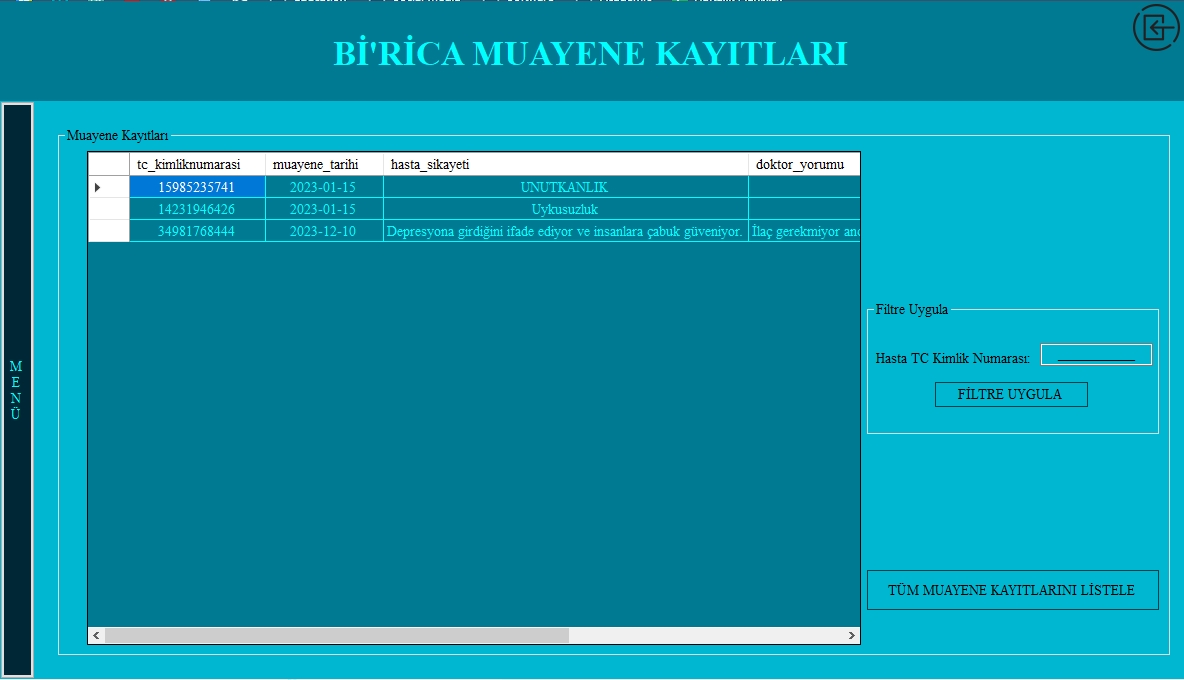 Bİ'RİCA MUAYENE KAYITLARI
Muayene Kayıtları
tc_kimliknumarasi muayene_tarihi hasta_sikayeti doktor_yorumu
15985235741 2023-01-15 UNUTKANLIK
14231946426 2023-01-15 Uykusuzluk
34981768444 2023-12-10 Depresyona girdiğini ifade ediyor ve insanlara çabuk güveniyor. İlaç gerekmiyor
Filtre Uygula
Hasta TC Kimlik Numarası:
FİLTRE UYGULA
MENÜ
TÜM MUAYENE KAYITLARINI LİSTELE